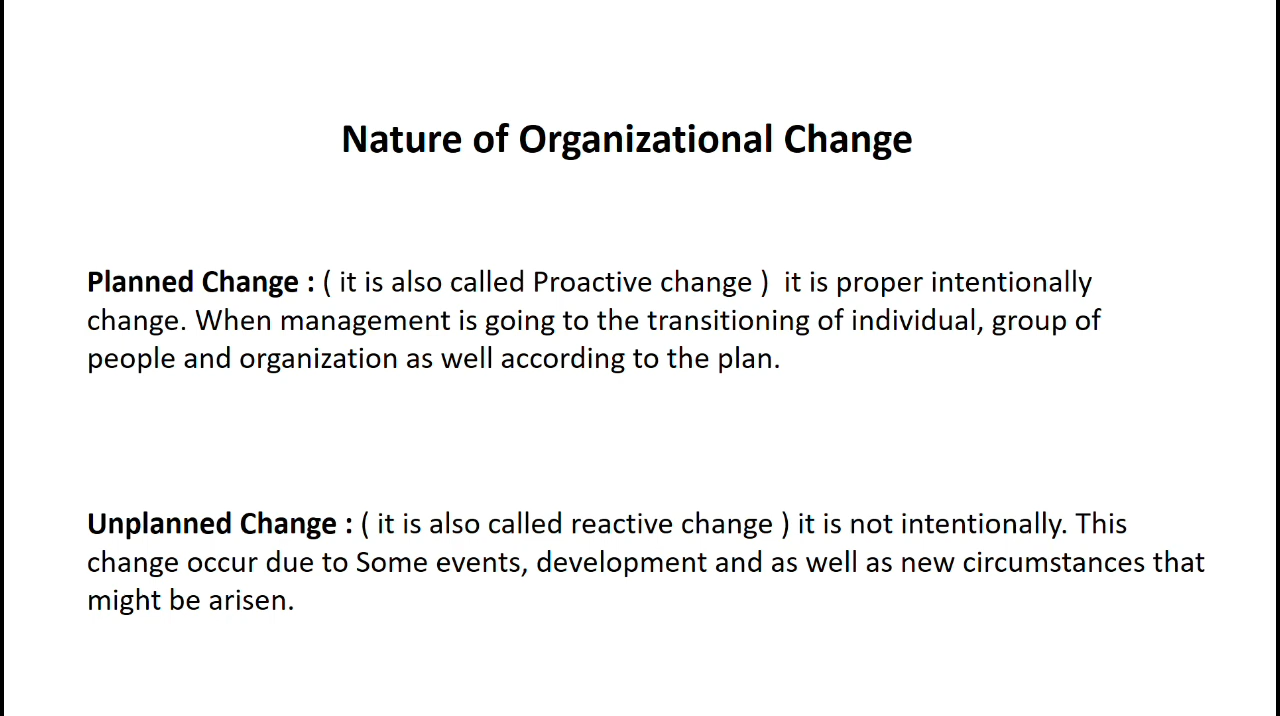 Nature of Organizational Change
Planned Change : ( it is also called Proactive change )  it is proper intentionally
change. When management is going to the transitioning of individual, group of
people and organization as well according to the plan.
Unplanned Change : ( it is also called reactive change ) it is not intentionally. This
change occur due to Some events, development and as well as new circumstances that
might be arisen.